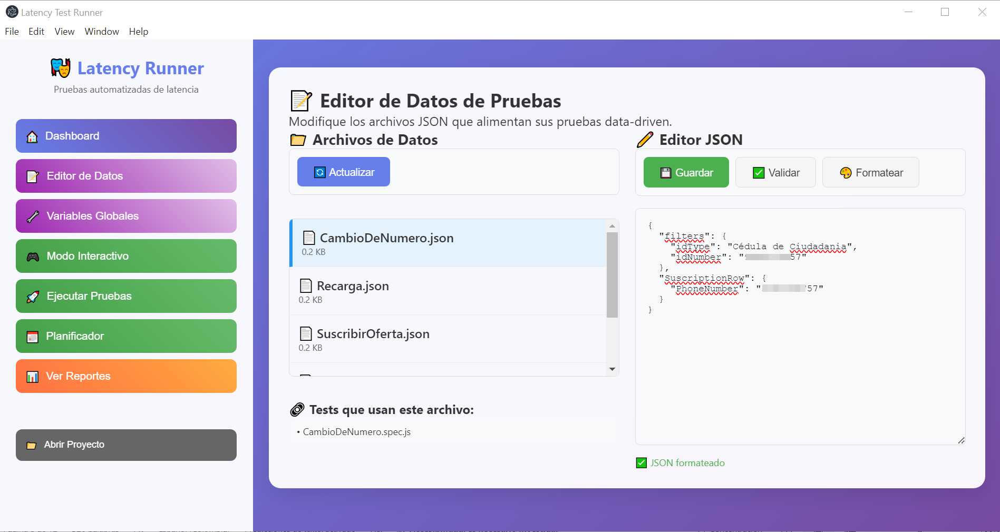 Latency Test Runner
File Edit View Window Help
Latency Runner
Pruebas automatizadas de latencia
Dashboard
Editor de Datos
Variables Globales
Modo Interactivo
Ejecutar Pruebas
Planificador
Ver Reportes
Abrir Proyecto
Editor de Datos de Pruebas
Modifique los archivos JSON que alimentan sus pruebas data-driven.
Archivos de Datos
Actualizar
CambioDeNumero.json
0.2 KB
Recarga.json
0.2 KB
SuscribirOferta.json
0.2 KB
Tests que usan este archivo:
• CambioDeNumero.spec.js
Editor JSON
Guardar Validar Formatear
{
"filters": {
"idType": "Cédula de Ciudadania",
"idNumber": "57"
},
"SuscriptionRow": {
"PhoneNumber": "57"
}
}
JSON formateado